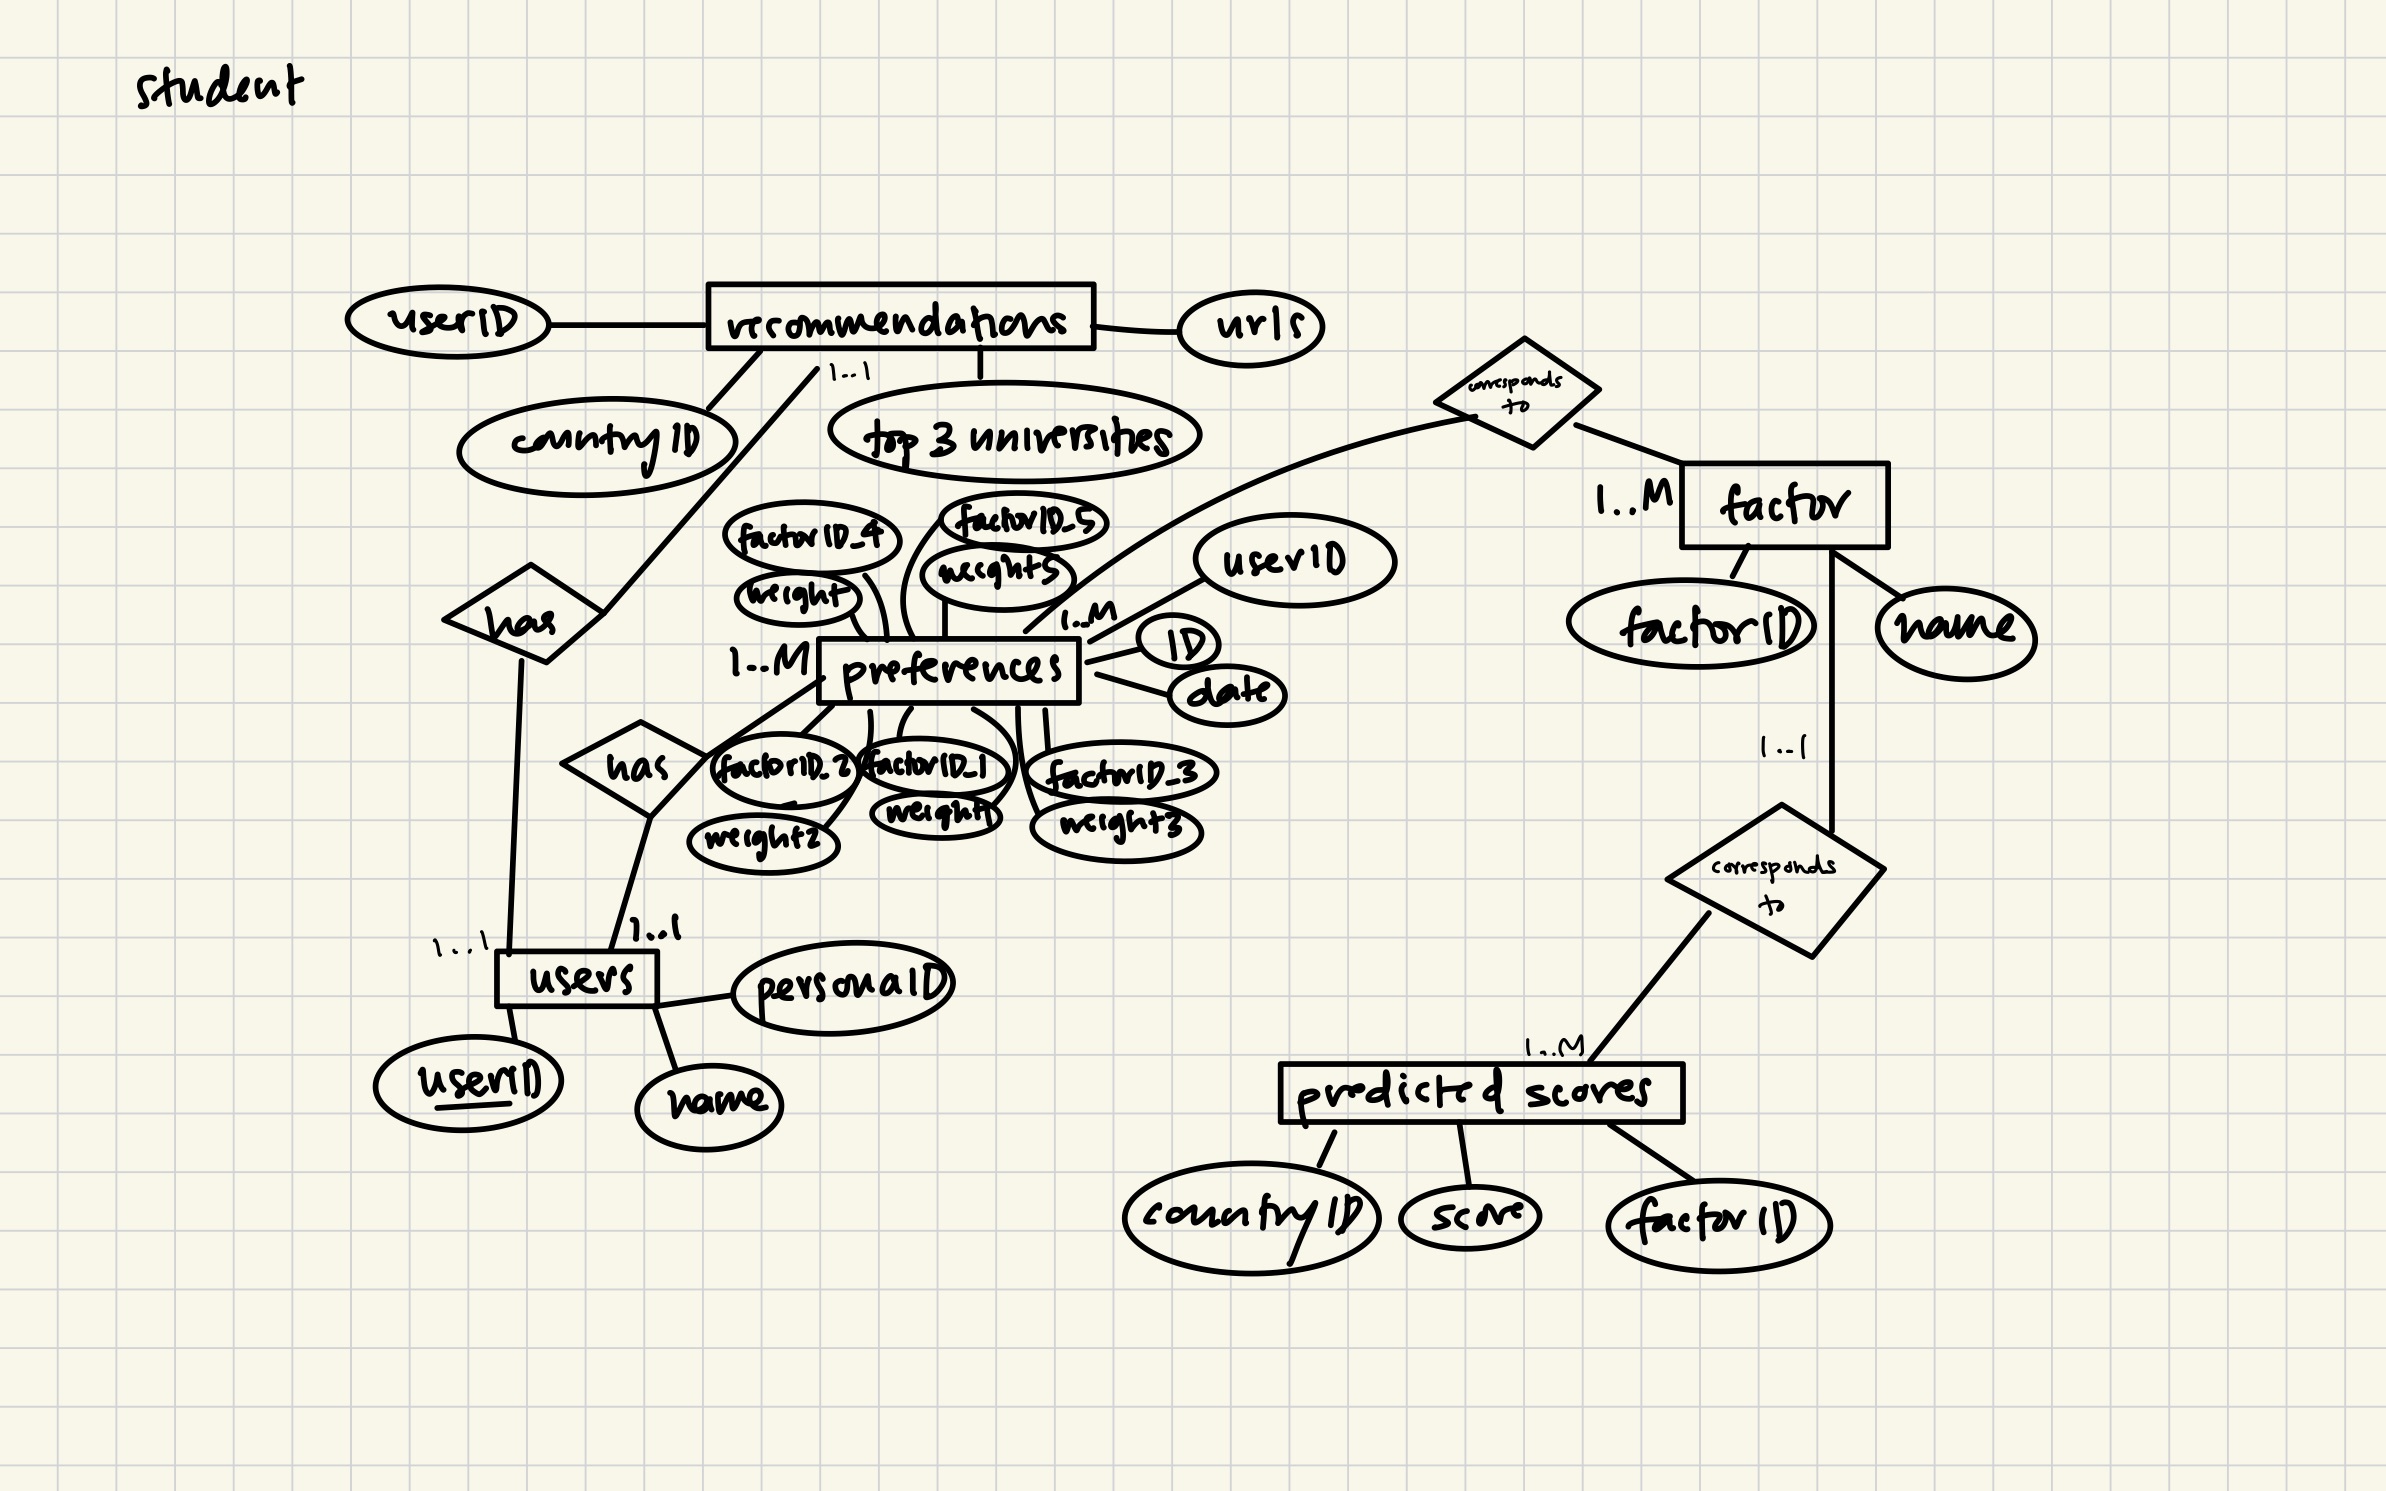 student
userID
recommendations
urls
1...1
countryID
top 3 universities
corresponds
to
1..M
factor
factorID_4
factorID_5
weight
weight5
userID
has
1..M
factorID
name
ID
1..M
preferences
date
1...1
has
factorID_2
factorID_1
factorID_3
weight2
weight1
weight3
corresponds
to
1...1
1..1
users
personaID
userID
name
1...M
predicted scores
countryID
score
factorID